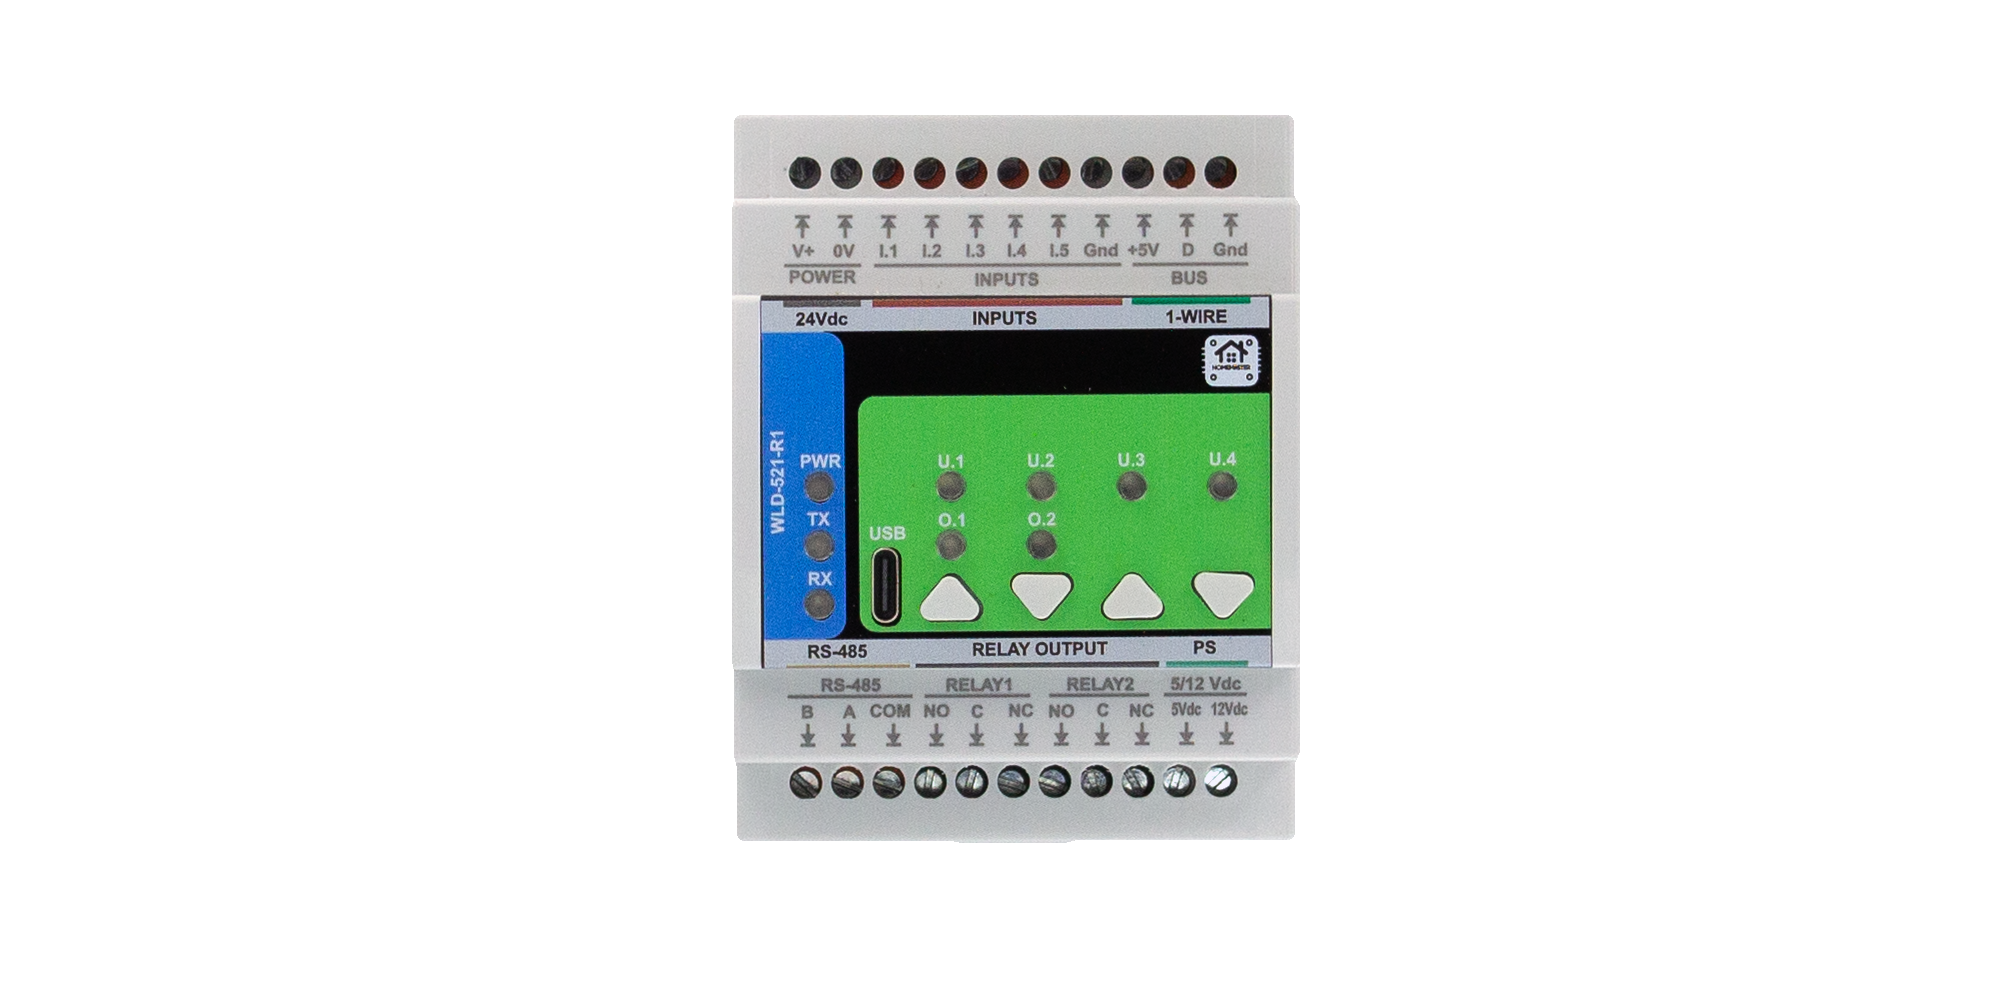 V+ 0V I.1 I.2 I.3 I.4 I.5 Gnd +5V D Gnd
POWER INPUTS BUS
24Vdc INPUTS 1-WIRE
HOMEMASTER
WLD-521-R1
PWR U.1 U.2 U.3 U.4
TX O.1 O.2
USB
RX
RS-485 RELAY OUTPUT PS
RS-485 RELAY1 RELAY2 5/12 Vdc
B A COM NO C NC NO C NC 5Vdc 12Vdc